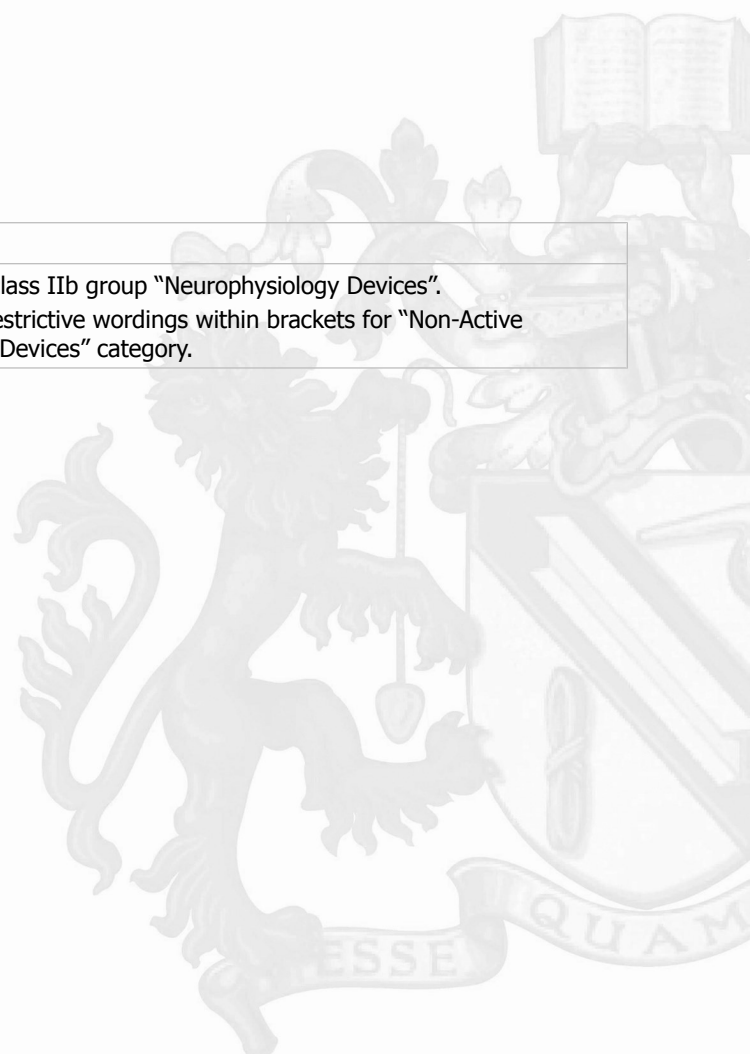 lass IIb group “Neurophysiology Devices”.
estrictive wordings within brackets for “Non-Active
Devices” category.
ESSE
QUAM